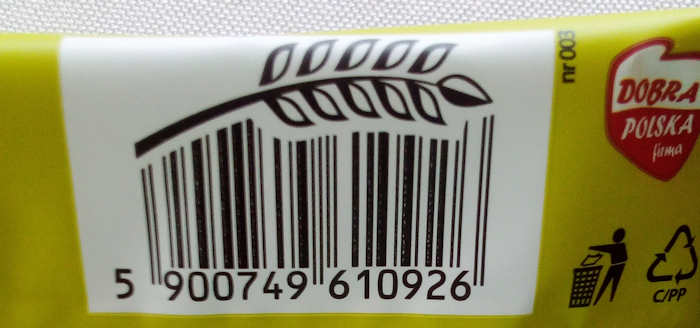 nr 003
DOBRA
POLSKA
firma
5 900749 610926
C/PP